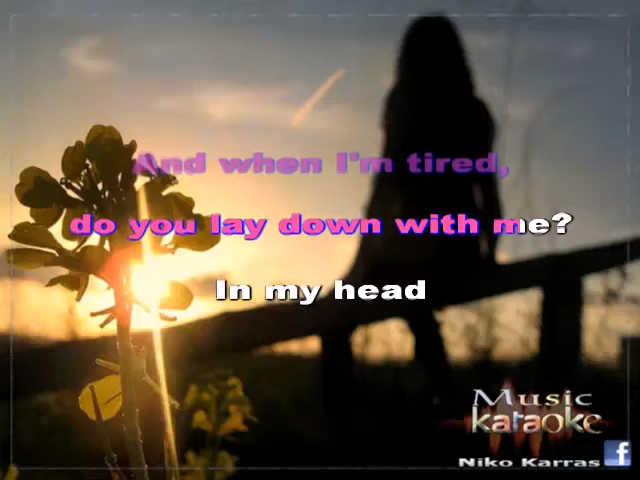 And when I'm tired,
do you lay down with me?
In my head
Music
karaoke
Niko Karras f